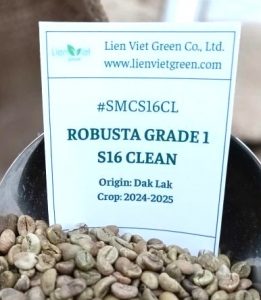 Lien Viet
Lien Viet Green Co., Ltd.
www.lienvietgreen.com
#SMCS16CL
ROBUSTA GRADE 1
S16 CLEAN
Origin: Dak Lak
Crop: 2024-2025